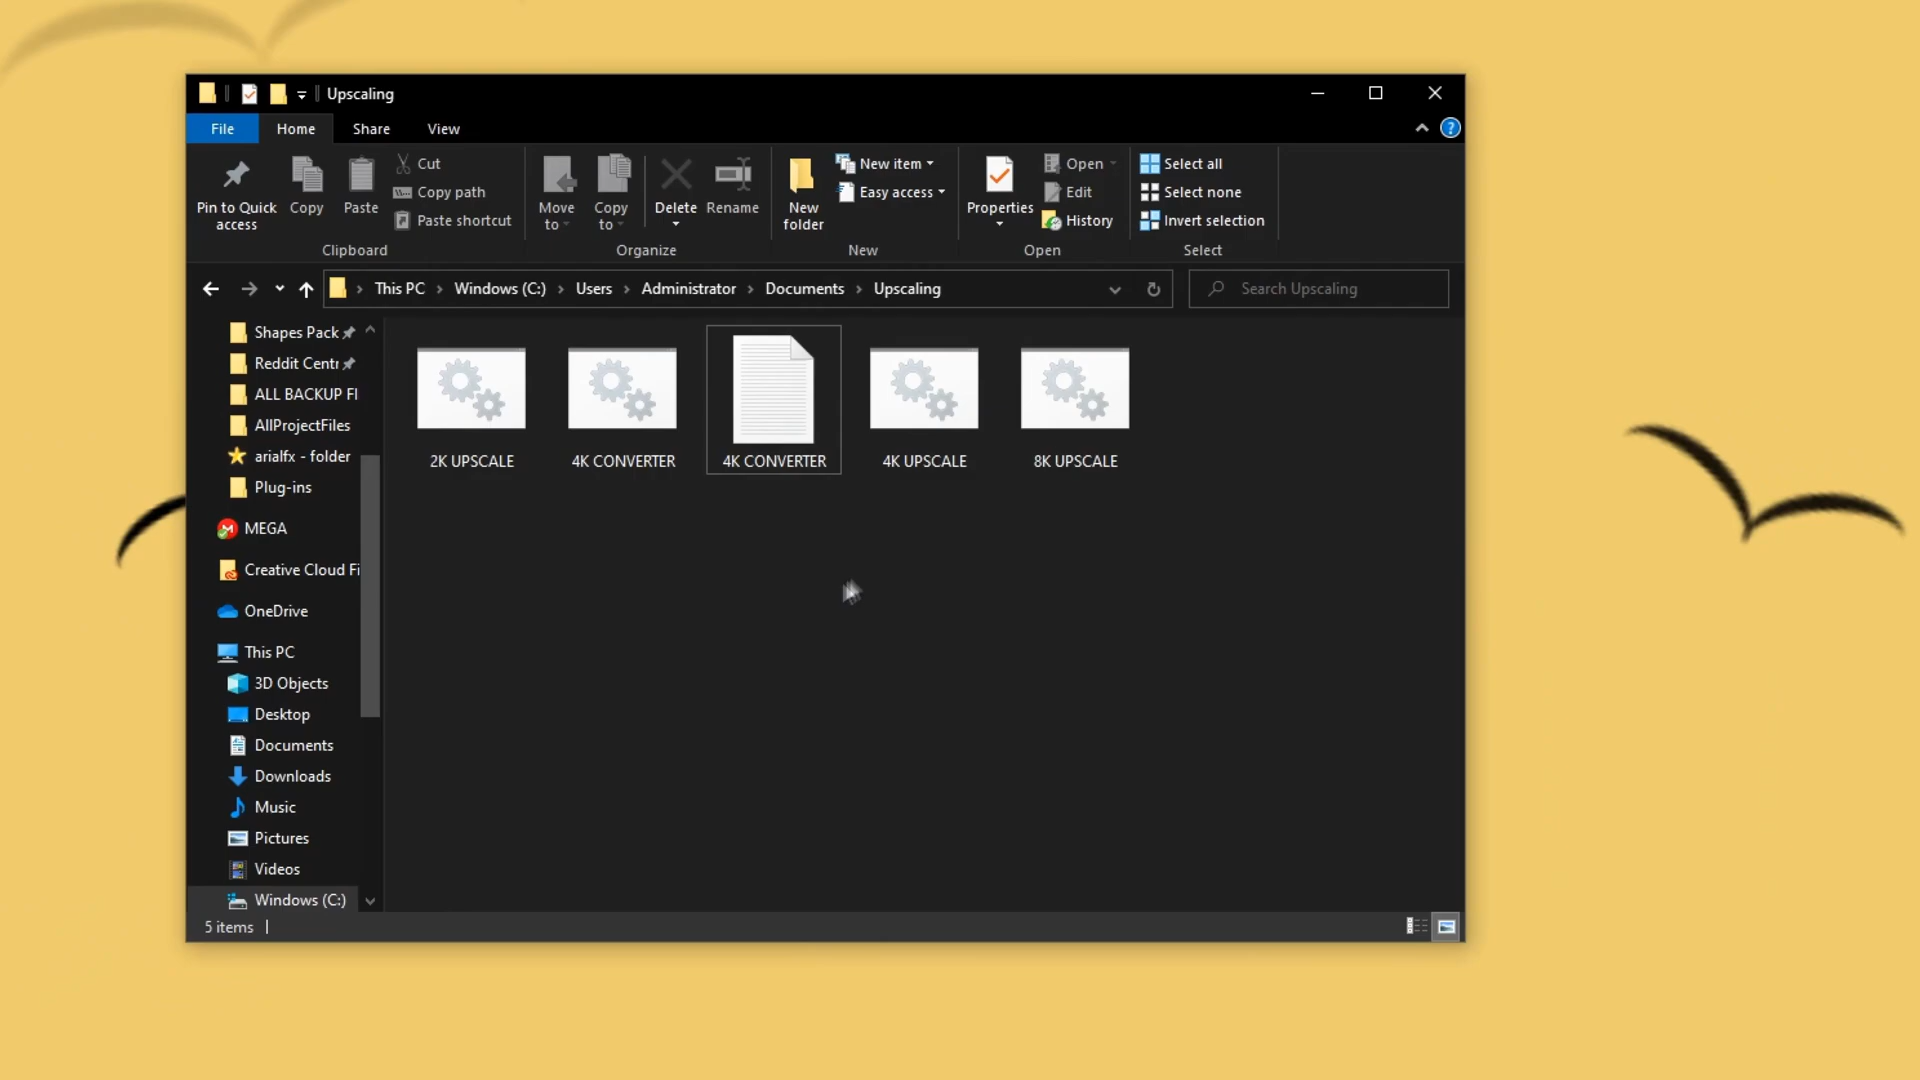 Upscaling
File Home Share View
Pin to Quick access
Copy
Paste
Cut
Copy path
Paste shortcut
Clipboard
Move to
Copy to
Delete
Rename
Organize
New folder
New item
Easy access
New
Properties
Open
Edit
History
Open
Select all
Select none
Invert selection
Select
This PC > Windows (C:) > Users > Administrator > Documents > Upscaling
Search Upscaling
Shapes Pack
Reddit Centr
ALL BACKUP FI
AllProjectFiles
arialfx - folder
Plug-ins
MEGA
Creative Cloud Fi
OneDrive
This PC
3D Objects
Desktop
Documents
Downloads
Music
Pictures
Videos
Windows (C:)
2K UPSCALE
4K CONVERTER
4K CONVERTER
4K UPSCALE
8K UPSCALE
5 items